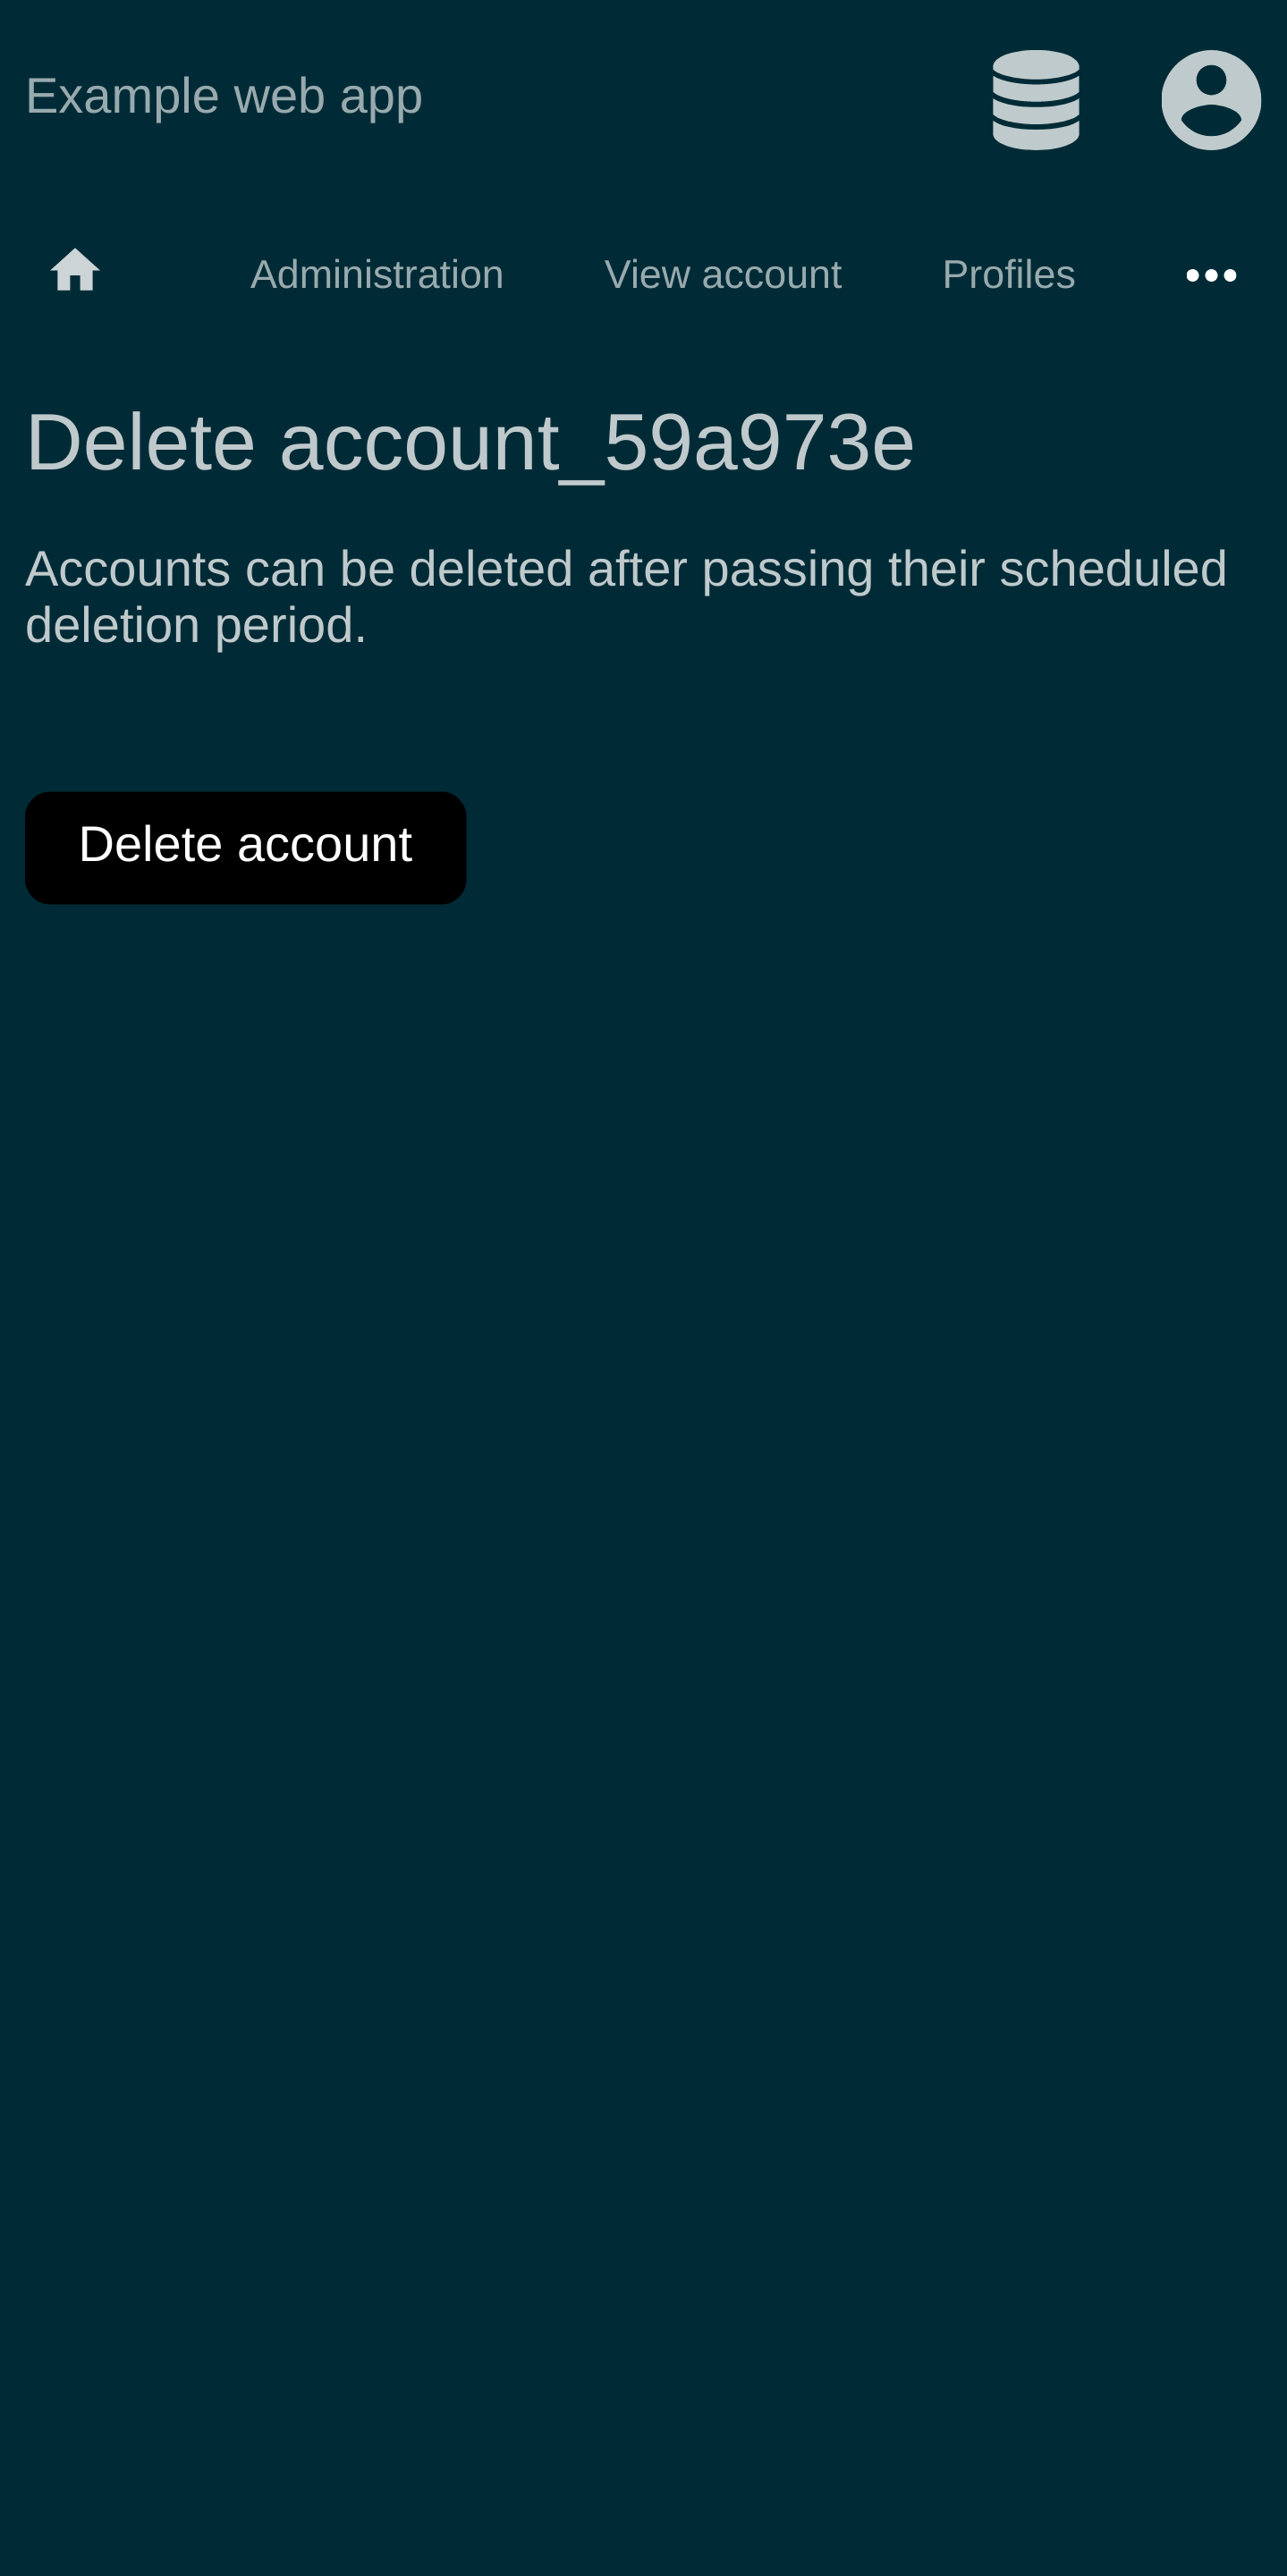 Example web app
Administration View account Profiles
Delete account_59a973e
Accounts can be deleted after passing their scheduled
deletion period.
Delete account